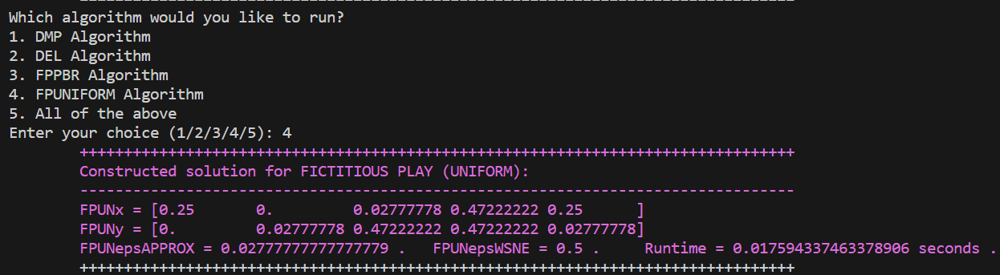 Which algorithm would you like to run?
1. DMP Algorithm
2. DEL Algorithm
3. FPPBR Algorithm
4. FPUNIFORM Algorithm
5. All of the above
Enter your choice (1/2/3/4/5): 4
+++++++++++++++++++++++++++++++++++++++++++++++++++++++++++++++++++++++++++++++++
Constructed solution for FICTITIOUS PLAY (UNIFORM):
---------------------------------------------------------------------------------
FPUNx = [0.25       0.         0.02777778 0.47222222 0.25      ]
FPUNy = [0.         0.02777778 0.47222222 0.47222222 0.02777778]
FPUNepsAPPROX = 0.02777777777777779 .   FPUNepsWSNE = 0.5 .     Runtime = 0.017594337463378906 seconds .
+++++++++++++++++++++++++++++++++++++++++++++++++++++++++++++++++++++++++++++++++